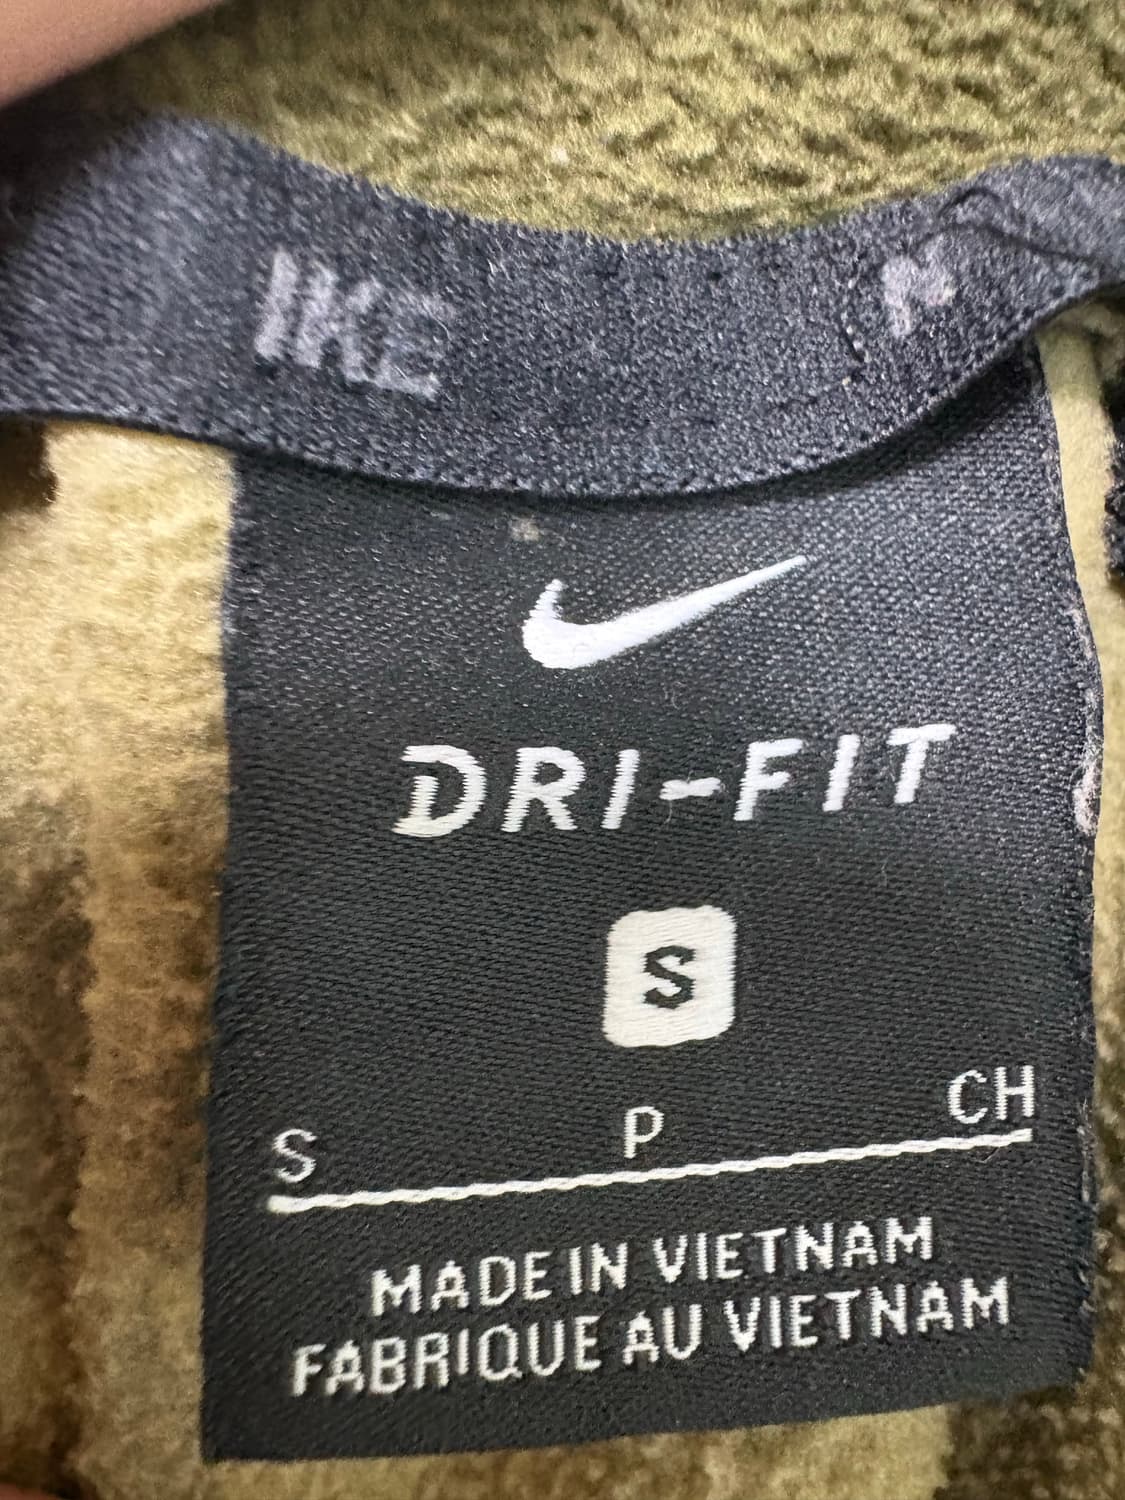 IKE N
DRI-FIT
S
S P CH
MADE IN VIETNAM
FABRIQUE AU VIETNAM